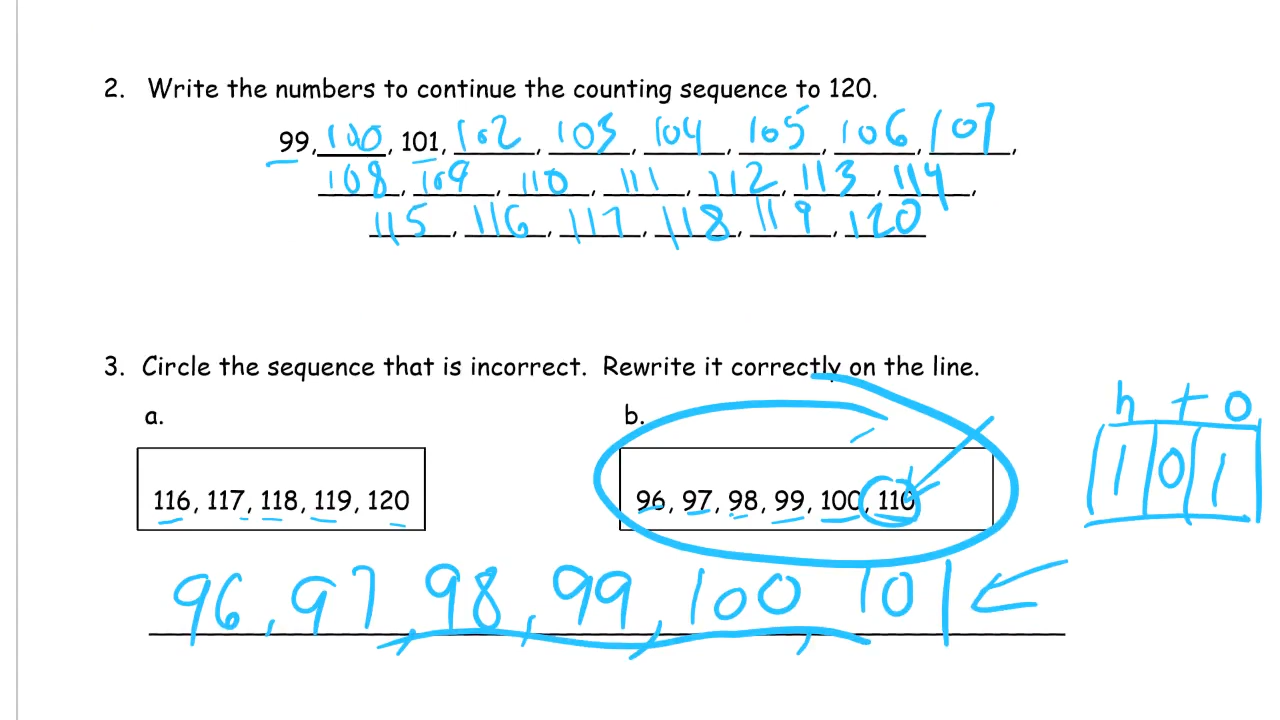 2. Write the numbers to continue the counting sequence to 120.
99, 100, 101, 102, 103, 104, 105, 106, 107,
108, 109, 110, 111, 112, 113, 114,
115, 116, 117, 118, 119, 120
3. Circle the sequence that is incorrect. Rewrite it correctly on the line.
a. b.
h t o
116, 117, 118, 119, 120
96, 97, 98, 99, 100, 110
1 0 1
96, 97, 98, 99, 100, 101